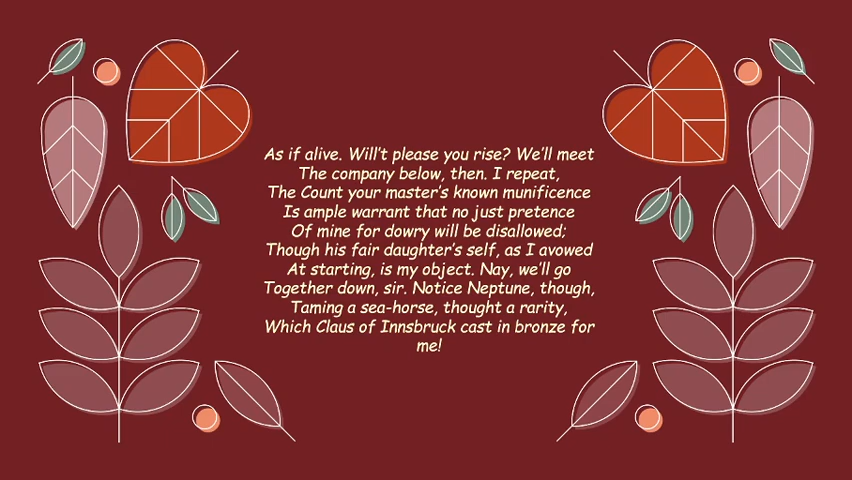 As if alive. Will't please you rise? We'll meet
The company below, then. I repeat,
The Count your master's known munificence
Is ample warrant that no just pretence
Of mine for dowry will be disallowed;
Though his fair daughter's self, as I avowed
At starting, is my object. Nay, we'll go
Together down, sir. Notice Neptune, though,
Taming a sea-horse, thought a rarity,
Which Claus of Innsbruck cast in bronze for
me!